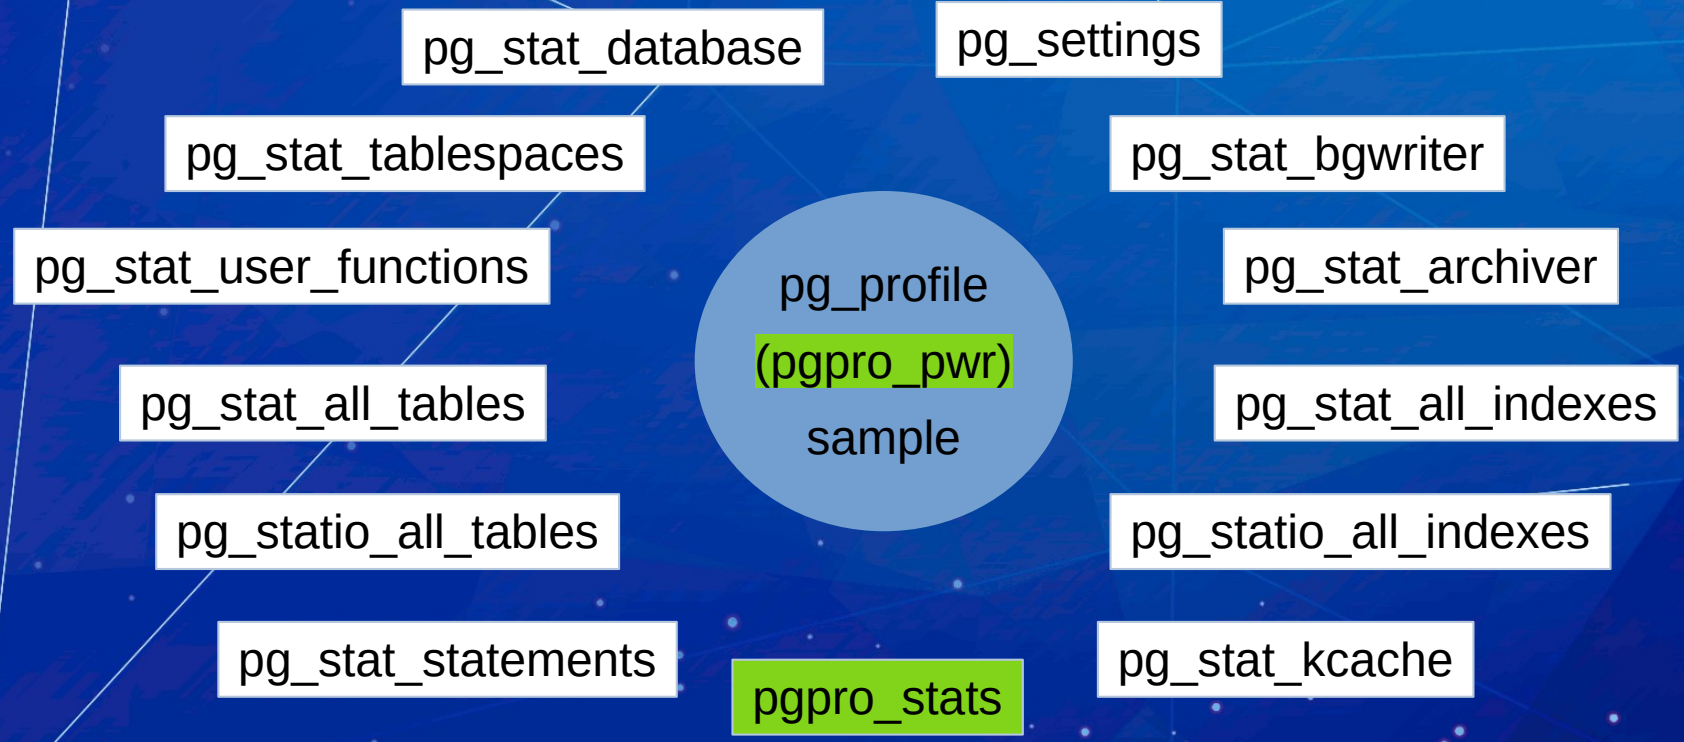 pg_stat_database
pg_settings
pg_stat_tablespaces
pg_stat_bgwriter
pg_stat_user_functions
pg_stat_archiver
pg_profile
(pgpro_pwr)
sample
pg_stat_all_tables
pg_stat_all_indexes
pg_statio_all_tables
pg_statio_all_indexes
pg_stat_statements
pg_stat_kcache
pgpro_stats